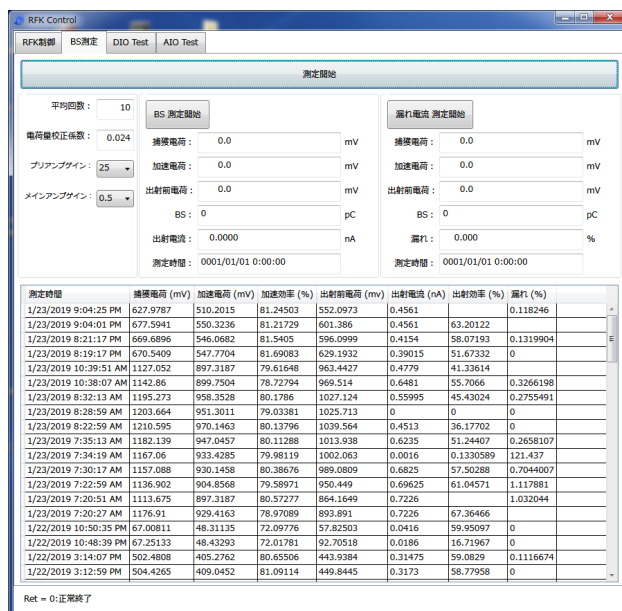 RFK Control
RFK制御 BS測定 DIO Test AIO Test
測定開始
平均回数： 10
電荷量校正係数： 0.024
プリアンプゲイン： 25
メインアンプゲイン： 0.5
BS 測定開始
捕獲電荷： 0.0 mV
加速電荷： 0.0 mV
出射前電荷： 0.0 mV
BS： 0 pC
出射電流： 0.0000 nA
測定時間： 0001/01/01 0:00:00
漏れ電流 測定開始
捕獲電荷： 0.0 mV
加速電荷： 0.0 mV
出射前電荷： 0.0 mV
BS： 0 pC
漏れ： 0.000 %
測定時間： 0001/01/01 0:00:00
測定時間 捕獲電荷 (mV) 加速電荷 (mV) 加速効率 (%) 出射前電荷 (mv) 出射電流 (nA) 出射効率 (%) 漏れ (%)
1/23/2019 9:04:25 PM 627.9787 510.2015 81.24503 552.0973 0.4561 0.118246
1/23/2019 9:04:01 PM 677.5941 550.3236 81.21729 601.386 0.4561 63.20122
1/23/2019 8:21:17 PM 669.6896 546.0682 81.5405 596.0999 0.4154 58.07193 0.1319904
1/23/2019 8:19:17 PM 670.5409 547.7704 81.69083 629.1932 0.39015 51.67332 0
1/23/2019 10:39:51 AM 1127.052 897.3187 79.61648 963.4427 0.4779 41.33614
1/23/2019 10:38:07 AM 1142.86 899.7504 78.72794 969.514 0.6481 55.7066 0.3266198
1/23/2019 8:32:13 AM 1195.273 958.3528 80.1786 1027.124 0.55995 45.43024 0.2755491
1/23/2019 8:28:59 AM 1203.664 951.3011 79.03381 1025.713 0 0 0
1/23/2019 8:22:59 AM 1210.595 970.1463 80.13796 1039.564 0.4513 36.17702 0
1/23/2019 7:35:13 AM 1182.139 947.0457 80.11288 1013.938 0.6235 51.24407 0.2658107
1/23/2019 7:34:19 AM 1167.06 933.4285 79.98119 1002.063 0.0016 0.1330589 121.437
1/23/2019 7:30:17 AM 1157.088 930.1458 80.38676 989.0809 0.6825 57.50288 0.7044007
1/23/2019 7:22:59 AM 1136.902 904.8568 79.58971 950.449 0.69625 61.04571 1.117881
1/23/2019 7:20:51 AM 1113.675 897.3187 80.57277 864.1649 0.7226 1.032044
1/23/2019 7:20:27 AM 1176.91 929.4163 78.97089 893.891 0.7226 67.36466
1/22/2019 10:50:35 PM 67.00811 48.31135 72.09776 57.82503 0.0416 59.95097 0
1/22/2019 10:48:39 PM 67.25133 48.43293 72.01781 92.70518 0.0186 16.71967 0
1/22/2019 3:14:07 PM 502.4808 405.2762 80.65506 443.9384 0.31475 59.0829 0.1116674
1/22/2019 3:12:59 PM 504.4265 409.0452 81.09114 449.8445 0.3173 58.77958 0
Ret = 0:正常終了